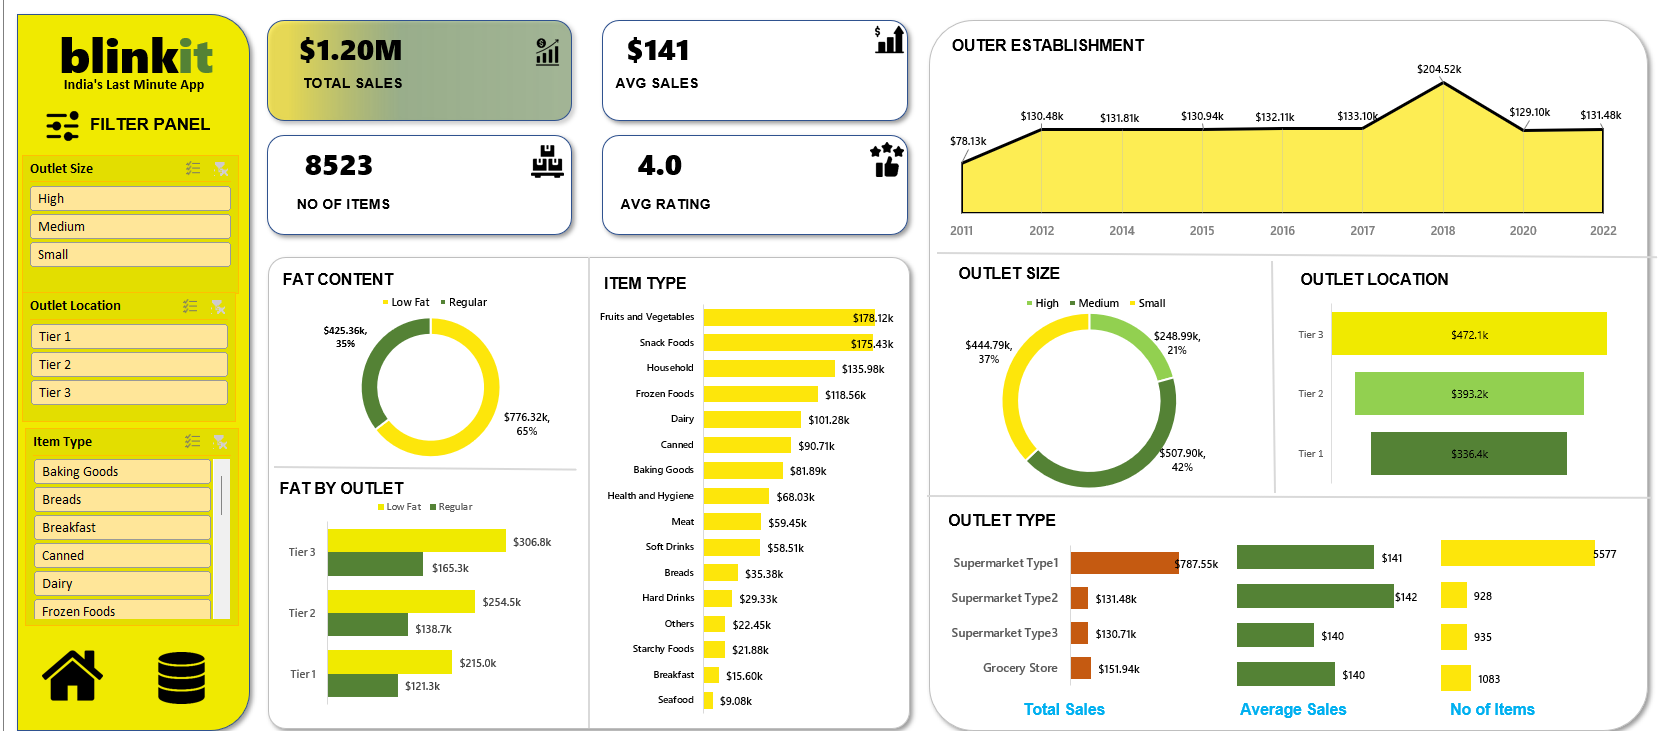 blinkit
India's Last Minute App
FILTER PANEL
Outlet Size
High
Medium
Small
Outlet Location
Tier 1
Tier 2
Tier 3
Item Type
Baking Goods
Breads
Breakfast
Canned
Dairy
Frozen Foods
$1.20M
TOTAL SALES
$141
AVG SALES
8523
NO OF ITEMS
4.0
AVG RATING
FAT CONTENT
Low Fat Regular
$425.36k,
35%
$776.32k,
65%
FAT BY OUTLET
Low Fat Regular
Tier 3 $306.8k
$165.3k
Tier 2 $254.5k
$138.7k
Tier 1 $215.0k
$121.3k
ITEM TYPE
Fruits and Vegetables $178.12k
Snack Foods $175.43k
Household $135.98k
Frozen Foods $118.56k
Dairy $101.28k
Canned $90.71k
Baking Goods $81.89k
Health and Hygiene $68.03k
Meat $59.45k
Soft Drinks $58.51k
Breads $35.38k
Hard Drinks $29.33k
Others $22.45k
Starchy Foods $21.88k
Breakfast $15.60k
Seafood $9.08k
OUTER ESTABLISHMENT
$78.13k $130.48k $131.81k $130.94k $132.11k $133.10k $204.52k $129.10k $131.48k
2011 2012 2014 2015 2016 2017 2018 2020 2022
OUTLET SIZE
High Medium Small
$248.99k,
21%
$444.79k,
37%
$507.90k,
42%
OUTLET LOCATION
Tier 3 $472.1k
Tier 2 $393.2k
Tier 1 $336.4k
OUTLET TYPE
Supermarket Type1 $787.55k $141 5577
Supermarket Type2 $131.48k $142 928
Supermarket Type3 $130.71k $140 935
Grocery Store $151.94k $140 1083
Total Sales Average Sales No of Items